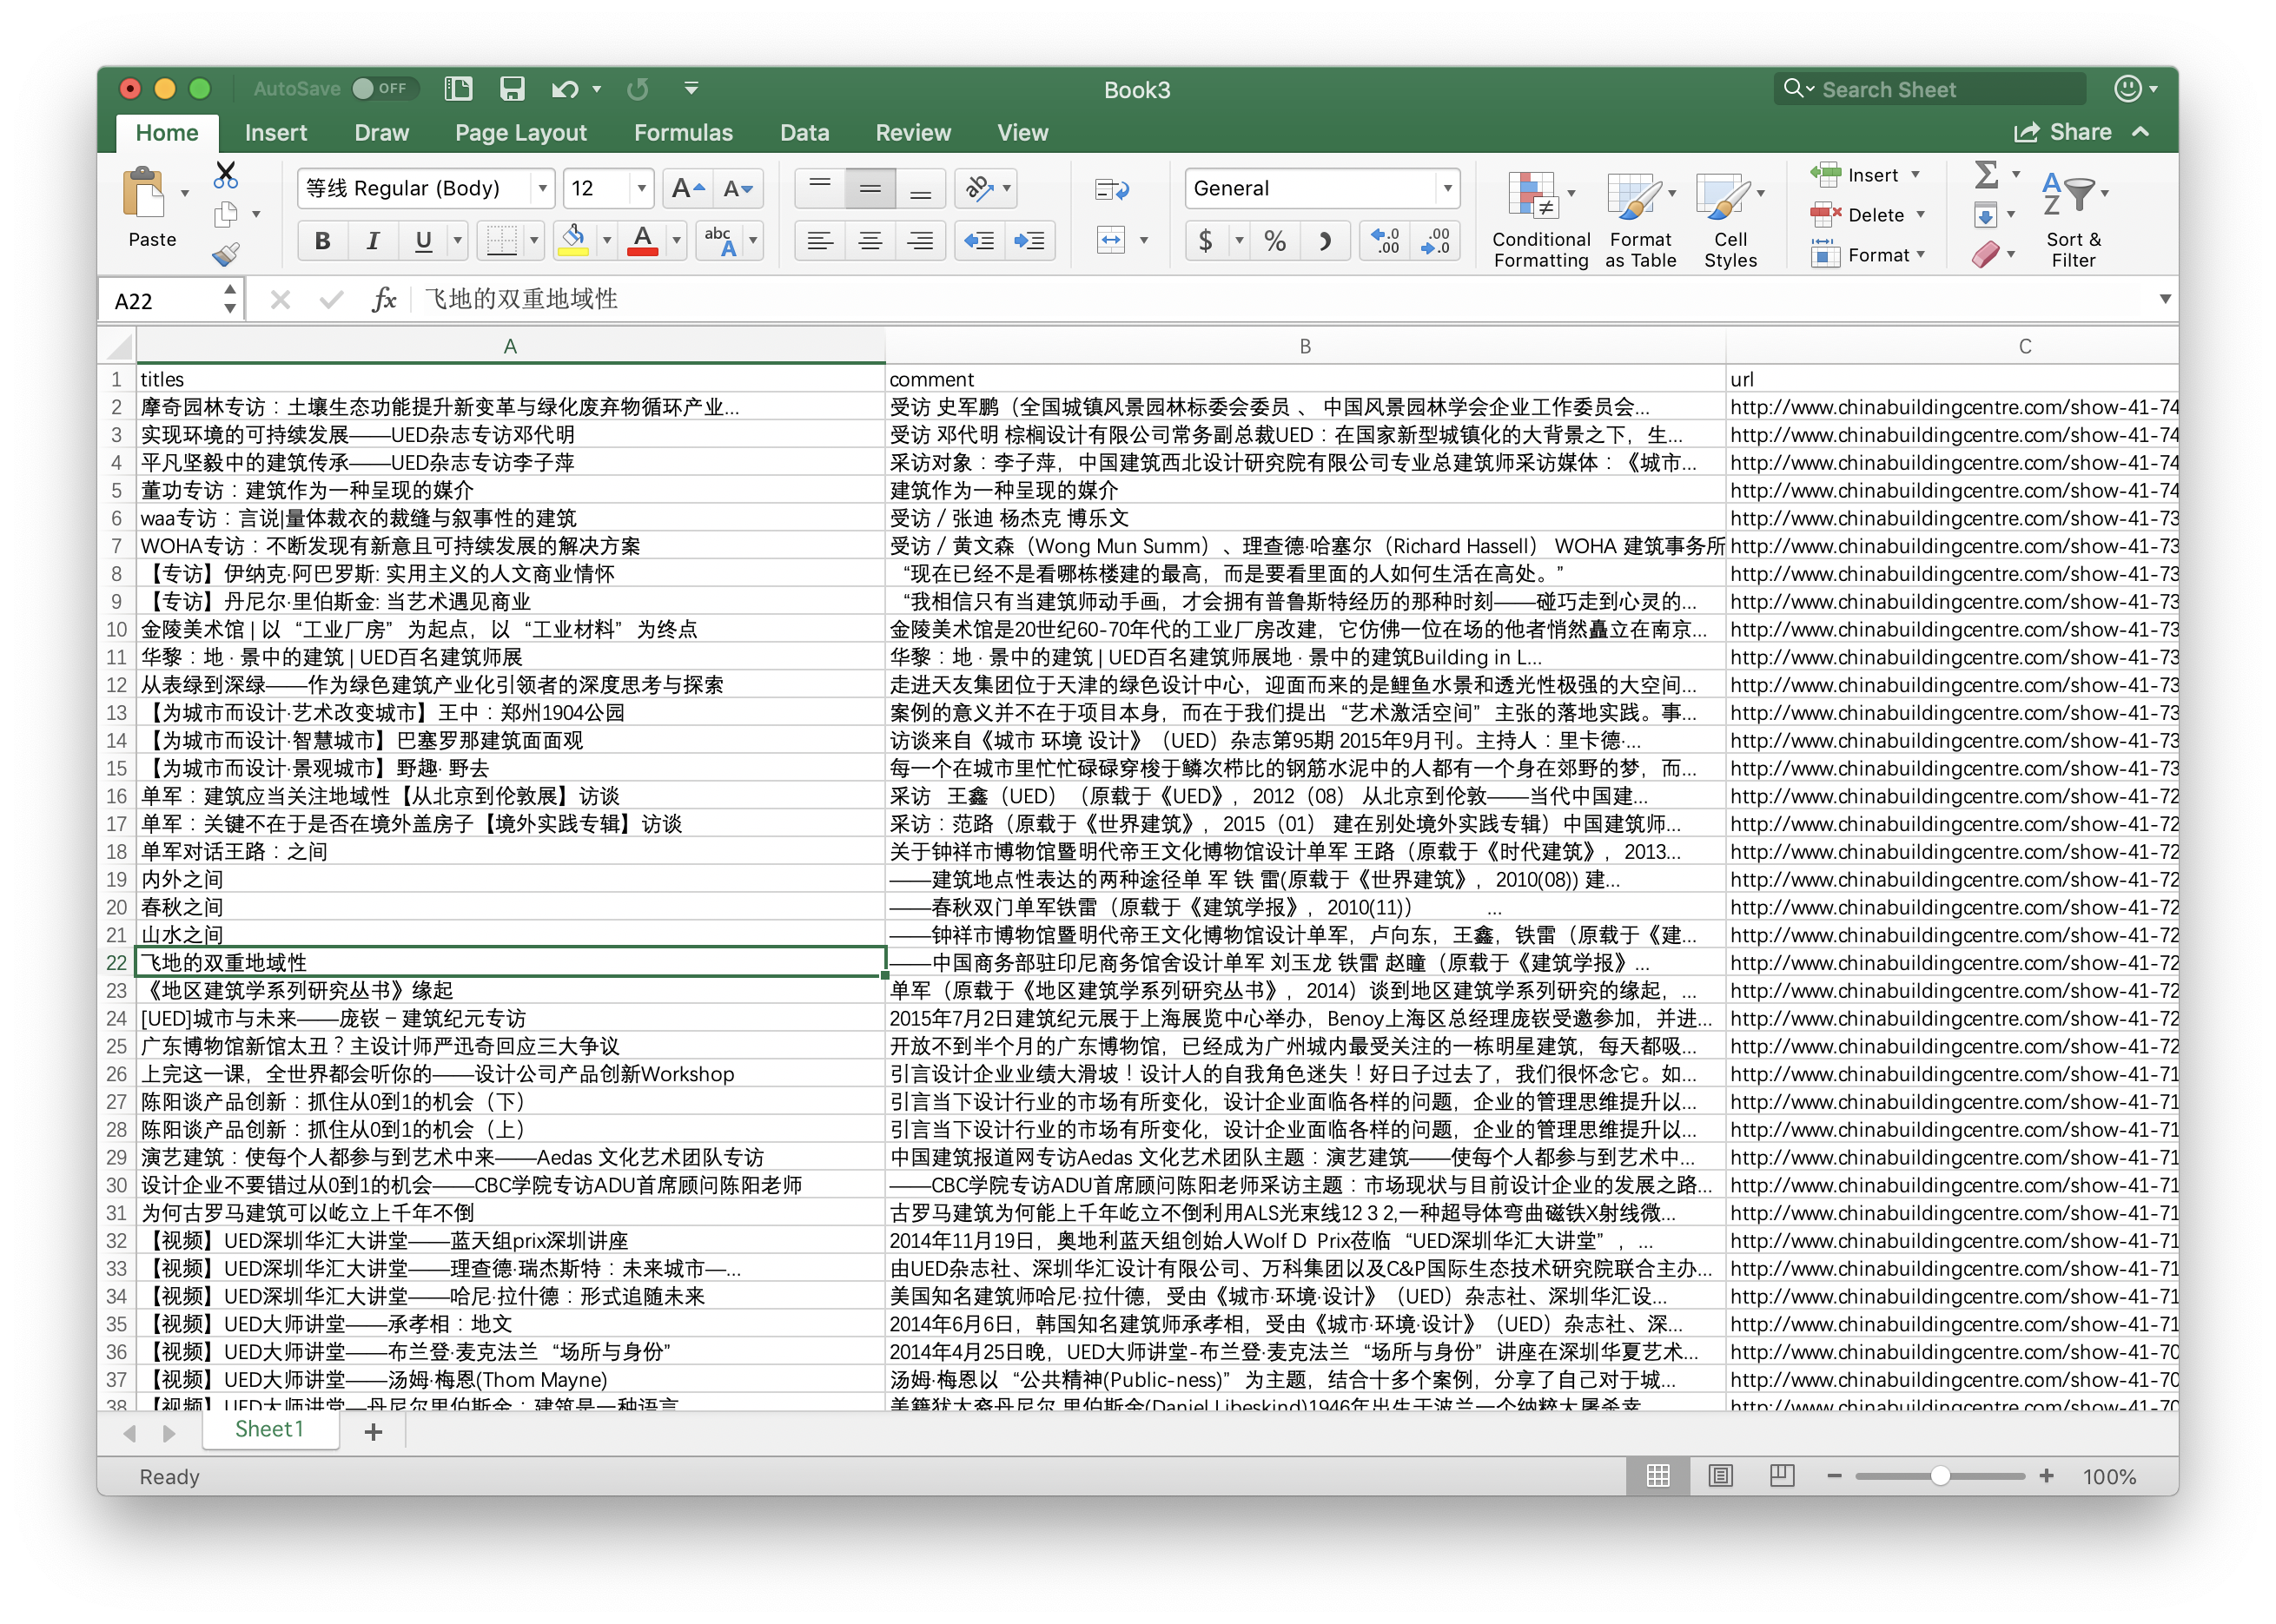 AutoSave OFF Book3 Search Sheet
Home Insert Draw Page Layout Formulas Data Review View Share
Paste 等线 Regular (Body) 12 General Conditional Formatting Format as Table Cell Styles Insert Delete Format Sort & Filter
A22 fx 飞地的双重地域性
A B C
1 titles comment url
2 摩奇园林专访：土壤生态功能提升新变革与绿化废弃物循环产业... 受访 史军鹏（全国城镇风景园林标委会委员 、 中国风景园林学会企业工作委员会... http://www.chinabuildingcentre.com/show-41-74
3 实现环境的可持续发展——UED杂志专访邓代明 受访 邓代明 棕榈设计有限公司常务副总裁UED：在国家新型城镇化的大背景之下，生... http://www.chinabuildingcentre.com/show-41-74
4 平凡坚毅中的建筑传承——UED杂志专访李子萍 采访对象：李子萍，中国建筑西北设计研究院有限公司专业总建筑师采访媒体：《城市... http://www.chinabuildingcentre.com/show-41-74
5 董功专访：建筑作为一种呈现的媒介 建筑作为一种呈现的媒介 http://www.chinabuildingcentre.com/show-41-74
6 waa专访：言说|量体裁衣的裁缝与叙事性的建筑 受访 / 张迪 杨杰克 博乐文 http://www.chinabuildingcentre.com/show-41-73
7 WOHA专访：不断发现有新意且可持续发展的解决方案 受访 / 黄文森（Wong Mun Summ）、理查德·哈塞尔（Richard Hassell） WOHA 建筑事务所 http://www.chinabuildingcentre.com/show-41-73
8 【专访】伊纳克·阿巴罗斯: 实用主义的人文商业情怀 “现在已经不是看哪栋楼建的最高，而是要看里面的人如何生活在高处。” http://www.chinabuildingcentre.com/show-41-73
9 【专访】丹尼尔·里伯斯金: 当艺术遇见商业 “我相信只有当建筑师动手画，才会拥有普鲁斯特经历的那种时刻——碰巧走到心灵的... http://www.chinabuildingcentre.com/show-41-73
10 金陵美术馆 | 以“工业厂房”为起点，以“工业材料”为终点 金陵美术馆是20世纪60-70年代的工业厂房改建，它仿佛一位在场的他者悄然矗立在南京... http://www.chinabuildingcentre.com/show-41-73
11 华黎：地 · 景中的建筑 | UED百名建筑师展 华黎：地 · 景中的建筑 | UED百名建筑师展地 · 景中的建筑Building in L... http://www.chinabuildingcentre.com/show-41-73
12 从表绿到深绿——作为绿色建筑产业化引领者的深度思考与探索 走进天友集团位于天津的绿色设计中心，迎面而来的是鲤鱼水景和透光性极强的大空间... http://www.chinabuildingcentre.com/show-41-73
13 【为城市而设计·艺术改变城市】王中：郑州1904公园 案例的意义并不在于项目本身，而在于我们提出“艺术激活空间”主张的落地实践。事... http://www.chinabuildingcentre.com/show-41-73
14 【为城市而设计·智慧城市】巴塞罗那建筑面面观 访谈来自《城市 环境 设计》（UED）杂志第95期 2015年9月刊。主持人：里卡德·... http://www.chinabuildingcentre.com/show-41-73
15 【为城市而设计·景观城市】野趣· 野去 每一个在城市里忙忙碌碌穿梭于鳞次栉比的钢筋水泥中的人都有一个身在郊野的梦，而... http://www.chinabuildingcentre.com/show-41-73
16 单军：建筑应当关注地域性【从北京到伦敦展】访谈 采访 王鑫（UED）（原载于《UED》，2012（08） 从北京到伦敦——当代中国建... http://www.chinabuildingcentre.com/show-41-72
17 单军：关键不在于是否在境外盖房子【境外实践专辑】访谈 采访：范路（原载于《世界建筑》，2015（01） 建在别处境外实践专辑）中国建筑师... http://www.chinabuildingcentre.com/show-41-72
18 单军对话王路：之间 关于钟祥市博物馆暨明代帝王文化博物馆设计单军 王路（原载于《时代建筑》，2013... http://www.chinabuildingcentre.com/show-41-72
19 内外之间 ——建筑地点性表达的两种途径单 军 铁 雷(原载于《世界建筑》，2010(08)) 建... http://www.chinabuildingcentre.com/show-41-72
20 春秋之间 ——春秋双门单军铁雷（原载于《建筑学报》，2010(11)） ... http://www.chinabuildingcentre.com/show-41-72
21 山水之间 ——钟祥市博物馆暨明代帝王文化博物馆设计单军，卢向东，王鑫，铁雷（原载于《建... http://www.chinabuildingcentre.com/show-41-72
22 飞地的双重地域性 ——中国商务部驻印尼商务馆舍设计单军 刘玉龙 铁雷 赵瞳（原载于《建筑学报》... http://www.chinabuildingcentre.com/show-41-72
23 《地区建筑学系列研究丛书》缘起 单军（原载于《地区建筑学系列研究丛书》，2014）谈到地区建筑学系列研究的缘起，... http://www.chinabuildingcentre.com/show-41-72
24 [UED]城市与未来——庞嵚 – 建筑纪元专访 2015年7月2日建筑纪元展于上海展览中心举办，Benoy上海区总经理庞嵚受邀参加，并进... http://www.chinabuildingcentre.com/show-41-72
25 广东博物馆新馆太丑？主设计师严迅奇回应三大争议 开放不到半个月的广东博物馆，已经成为广州城内最受关注的一栋明星建筑，每天都吸... http://www.chinabuildingcentre.com/show-41-72
26 上完这一课，全世界都会听你的——设计公司产品创新Workshop 引言设计企业业绩大滑坡！设计人的自我角色迷失！好日子过去了，我们很怀念它。如... http://www.chinabuildingcentre.com/show-41-71
27 陈阳谈产品创新：抓住从0到1的机会（下） 引言当下设计行业的市场有所变化，设计企业面临各样的问题，企业的管理思维提升以... http://www.chinabuildingcentre.com/show-41-71
28 陈阳谈产品创新：抓住从0到1的机会（上） 引言当下设计行业的市场有所变化，设计企业面临各样的问题，企业的管理思维提升以... http://www.chinabuildingcentre.com/show-41-71
29 演艺建筑：使每个人都参与到艺术中来——Aedas 文化艺术团队专访 中国建筑报道网专访Aedas 文化艺术团队主题：演艺建筑——使每个人都参与到艺术中... http://www.chinabuildingcentre.com/show-41-71
30 设计企业不要错过从0到1的机会——CBC学院专访ADU首席顾问陈阳老师 ——CBC学院专访ADU首席顾问陈阳老师采访主题：市场现状与目前设计企业的发展之路... http://www.chinabuildingcentre.com/show-41-71
31 为何古罗马建筑可以屹立上千年不倒 古罗马建筑为何能上千年屹立不倒利用ALS光束线12 3 2,一种超导体弯曲磁铁X射线微... http://www.chinabuildingcentre.com/show-41-71
32 【视频】UED深圳华汇大讲堂——蓝天组prix深圳讲座 2014年11月19日，奥地利蓝天组创始人Wolf D Prix莅临“UED深圳华汇大讲堂”，... http://www.chinabuildingcentre.com/show-41-71
33 【视频】UED深圳华汇大讲堂——理查德·瑞杰斯特：未来城市—... 由UED杂志社、深圳华汇设计有限公司、万科集团以及C&P国际生态技术研究院联合主办... http://www.chinabuildingcentre.com/show-41-71
34 【视频】UED深圳华汇大讲堂——哈尼·拉什德：形式追随未来 美国知名建筑师哈尼·拉什德，受由《城市·环境·设计》（UED）杂志社、深圳华汇设... http://www.chinabuildingcentre.com/show-41-71
35 【视频】UED大师讲堂——承孝相：地文 2014年6月6日，韩国知名建筑师承孝相，受由《城市·环境·设计》（UED）杂志社、深... http://www.chinabuildingcentre.com/show-41-71
36 【视频】UED大师讲堂——布兰登·麦克法兰“场所与身份” 2014年4月25日晚，UED大师讲堂-布兰登·麦克法兰“场所与身份”讲座在深圳华夏艺术... http://www.chinabuildingcentre.com/show-41-70
37 【视频】UED大师讲堂——汤姆·梅恩(Thom Mayne) 汤姆·梅恩以“公共精神(Public-ness)”为主题，结合十多个案例，分享了自己对于城... http://www.chinabuildingcentre.com/show-41-70
38 【视频】UED大师讲堂—丹尼尔里伯斯金：建筑是一种语言 美籍犹太裔丹尼尔 里伯斯金(Daniel Libeskind)1946年出生于波兰一个纳粹大屠杀幸... http://www.chinabuildingcentre.com/show-41-70
Sheet1
Ready 100%